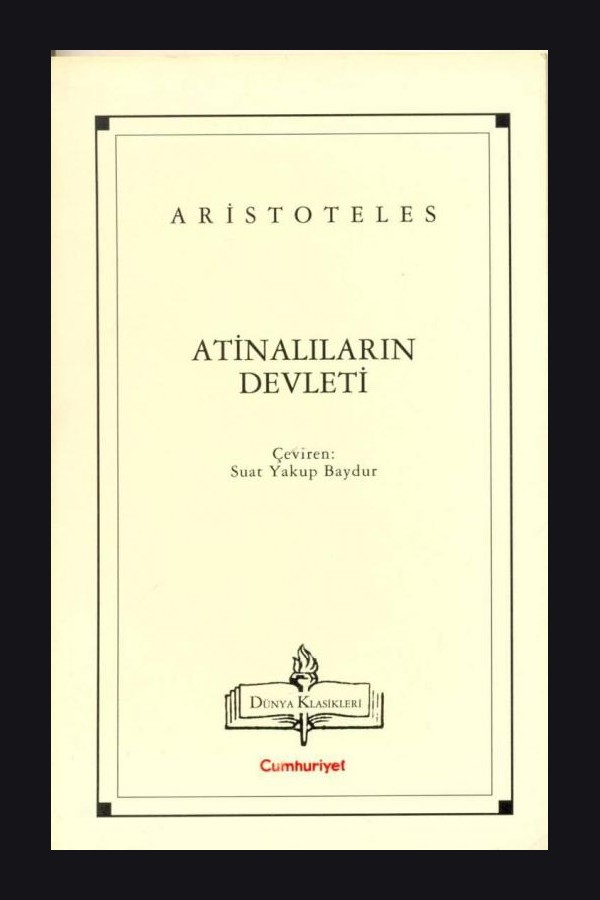 ARİSTOTELES
ATİNALILARIN
DEVLETİ
Çeviren:
Suat Yakup Baydur
DÜNYA KLASİKLERİ
Cumhuriyet